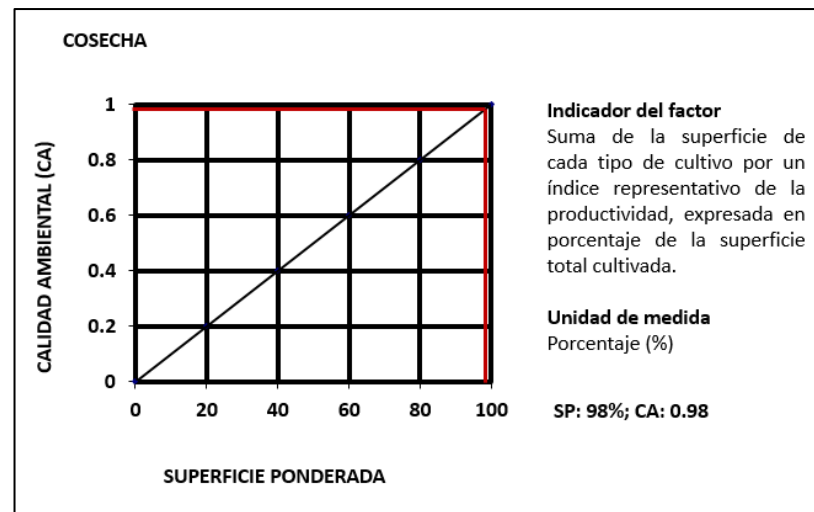 COSECHA
CALIDAD AMBIENTAL (CA)
1
0.8
0.6
0.4
0.2
0
0 20 40 60 80 100
SUPERFICIE PONDERADA
Indicador del factor
Suma de la superficie de
cada tipo de cultivo por un
índice representativo de la
productividad, expresada en
porcentaje de la superficie
total cultivada.
Unidad de medida
Porcentaje (%)
SP: 98%; CA: 0.98